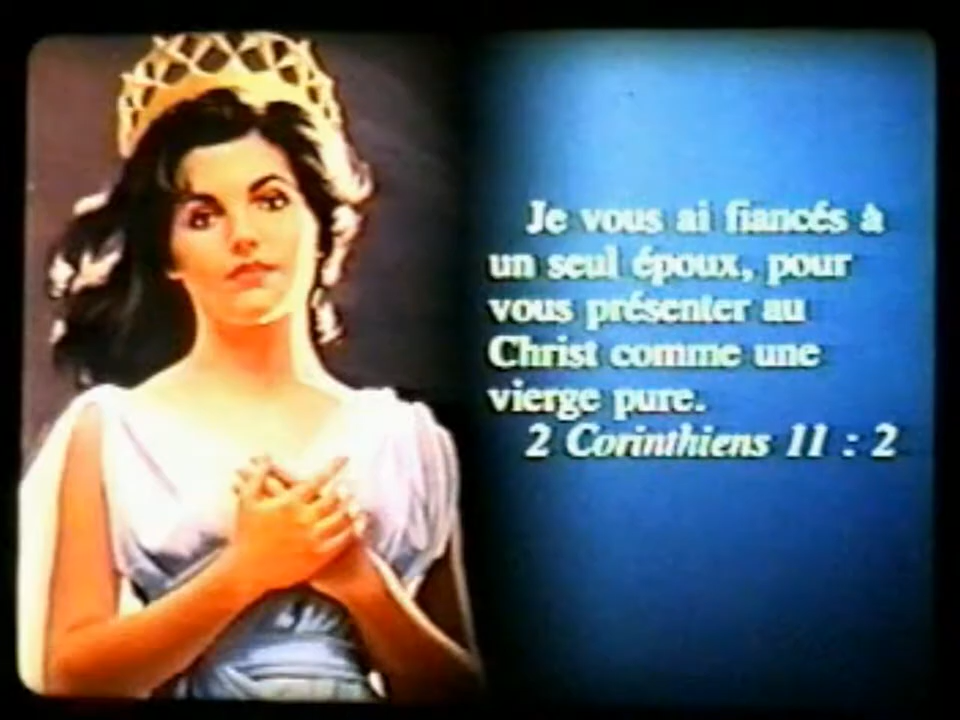 Je vous ai fiancés à
un seul époux, pour
vous présenter au
Christ comme une
vierge pure.
2 Corinthiens 11 : 2